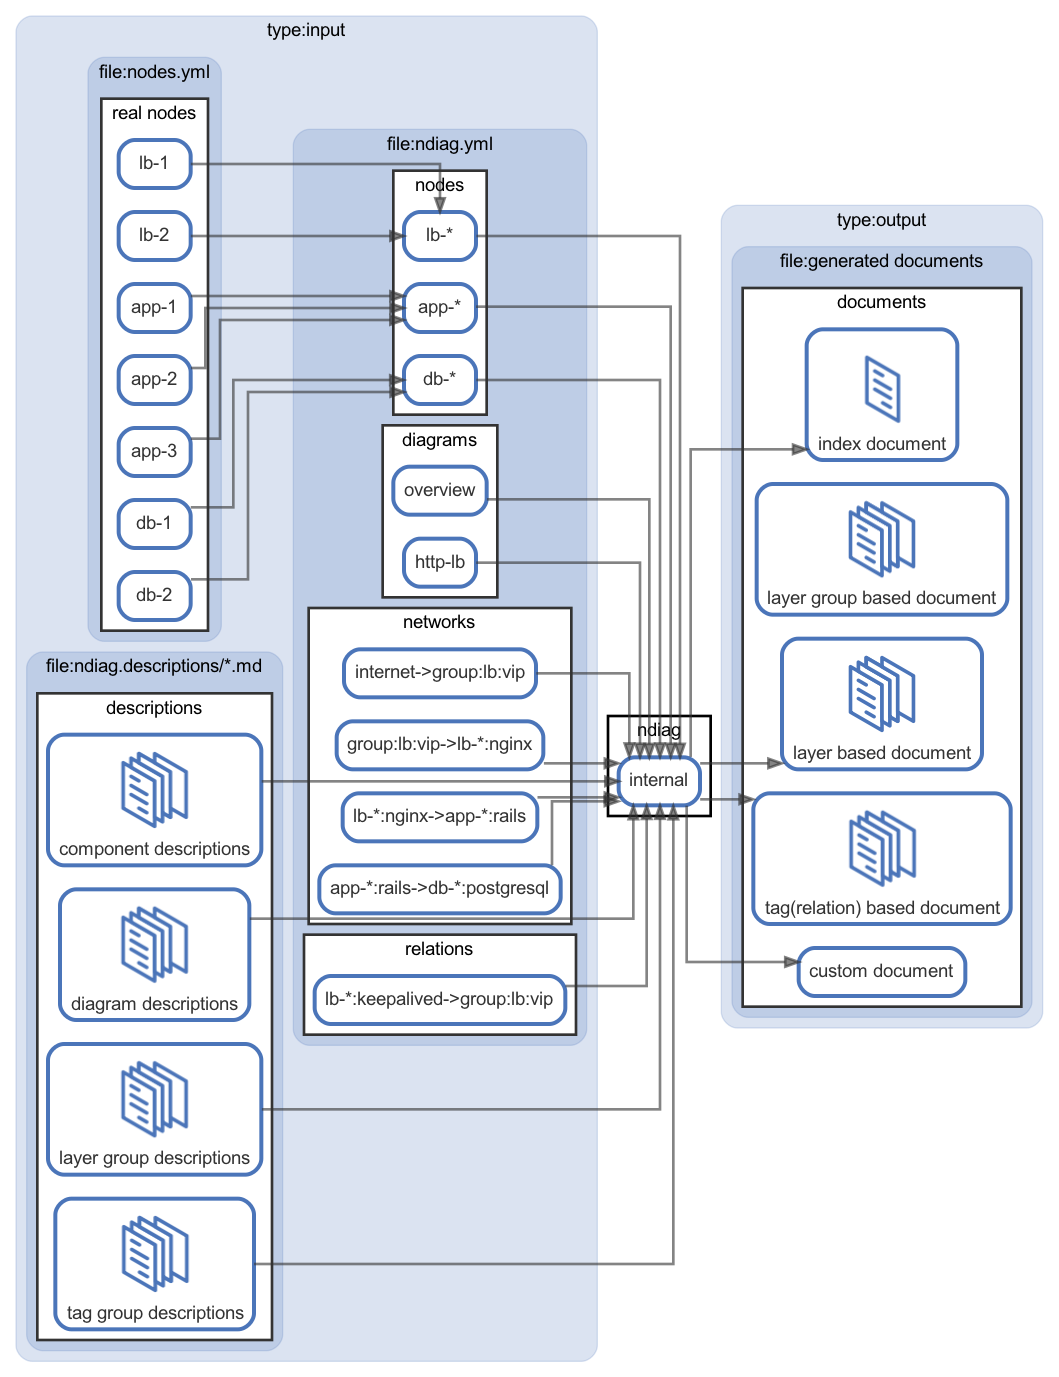 type:input
file:nodes.yml
real nodes
lb-1
lb-2
app-1
app-2
app-3
db-1
db-2
file:ndiag.yml
nodes
lb-*
app-*
db-*
diagrams
overview
http-lb
networks
internet->group:lb:vip
group:lb:vip->lb-*:nginx
lb-*:nginx->app-*:rails
app-*:rails->db-*:postgresql
relations
lb-*:keepalived->group:lb:vip
file:ndiag.descriptions/*.md
descriptions
component descriptions
diagram descriptions
layer group descriptions
tag group descriptions
ndiag
internal
type:output
file:generated documents
documents
index document
layer group based document
layer based document
tag(relation) based document
custom document